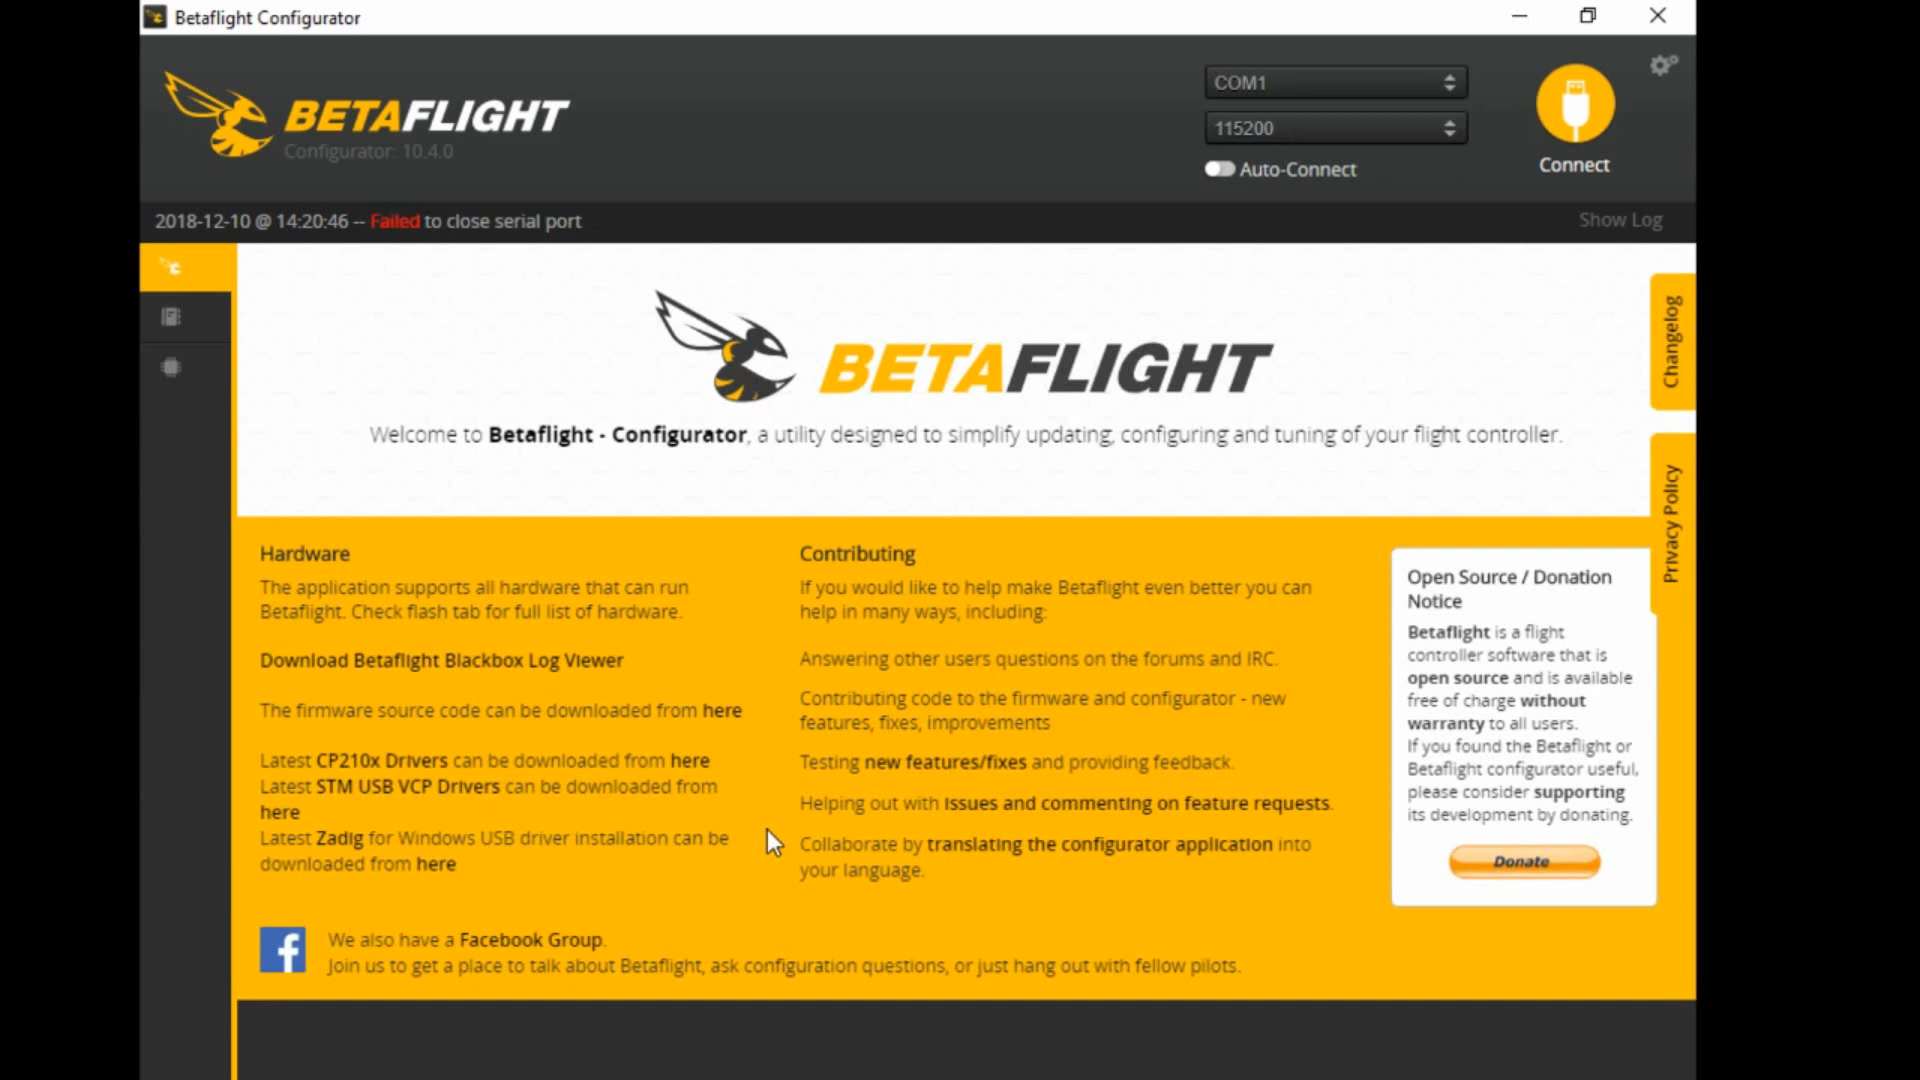 Betaflight Configurator
BETAFLIGHT
Configurator: 10.4.0
COM1
115200
Auto-Connect
Connect
2018-12-10 @ 14:20:46 -- Failed to close serial port
Show Log
BETAFLIGHT
Welcome to Betaflight - Configurator, a utility designed to simplify updating, configuring and tuning of your flight controller.
Changelog
Privacy Policy
Hardware
The application supports all hardware that can run
Betaflight. Check flash tab for full list of hardware.
Download Betaflight Blackbox Log Viewer
The firmware source code can be downloaded from here
Latest CP210x Drivers can be downloaded from here
Latest STM USB VCP Drivers can be downloaded from
here
Latest Zadig for Windows USB driver installation can be
downloaded from here
Contributing
If you would like to help make Betaflight even better you can
help in many ways, including:
Answering other users questions on the forums and IRC.
Contributing code to the firmware and configurator - new
features, fixes, improvements
Testing new features/fixes and providing feedback.
Helping out with issues and commenting on feature requests.
Collaborate by translating the configurator application into
your language.
Open Source / Donation
Notice
Betaflight is a flight
controller software that is
open source and is available
free of charge without
warranty to all users.
If you found the Betaflight or
Betaflight configurator useful,
please consider supporting
its development by donating.
Donate
f
We also have a Facebook Group.
Join us to get a place to talk about Betaflight, ask configuration questions, or just hang out with fellow pilots.